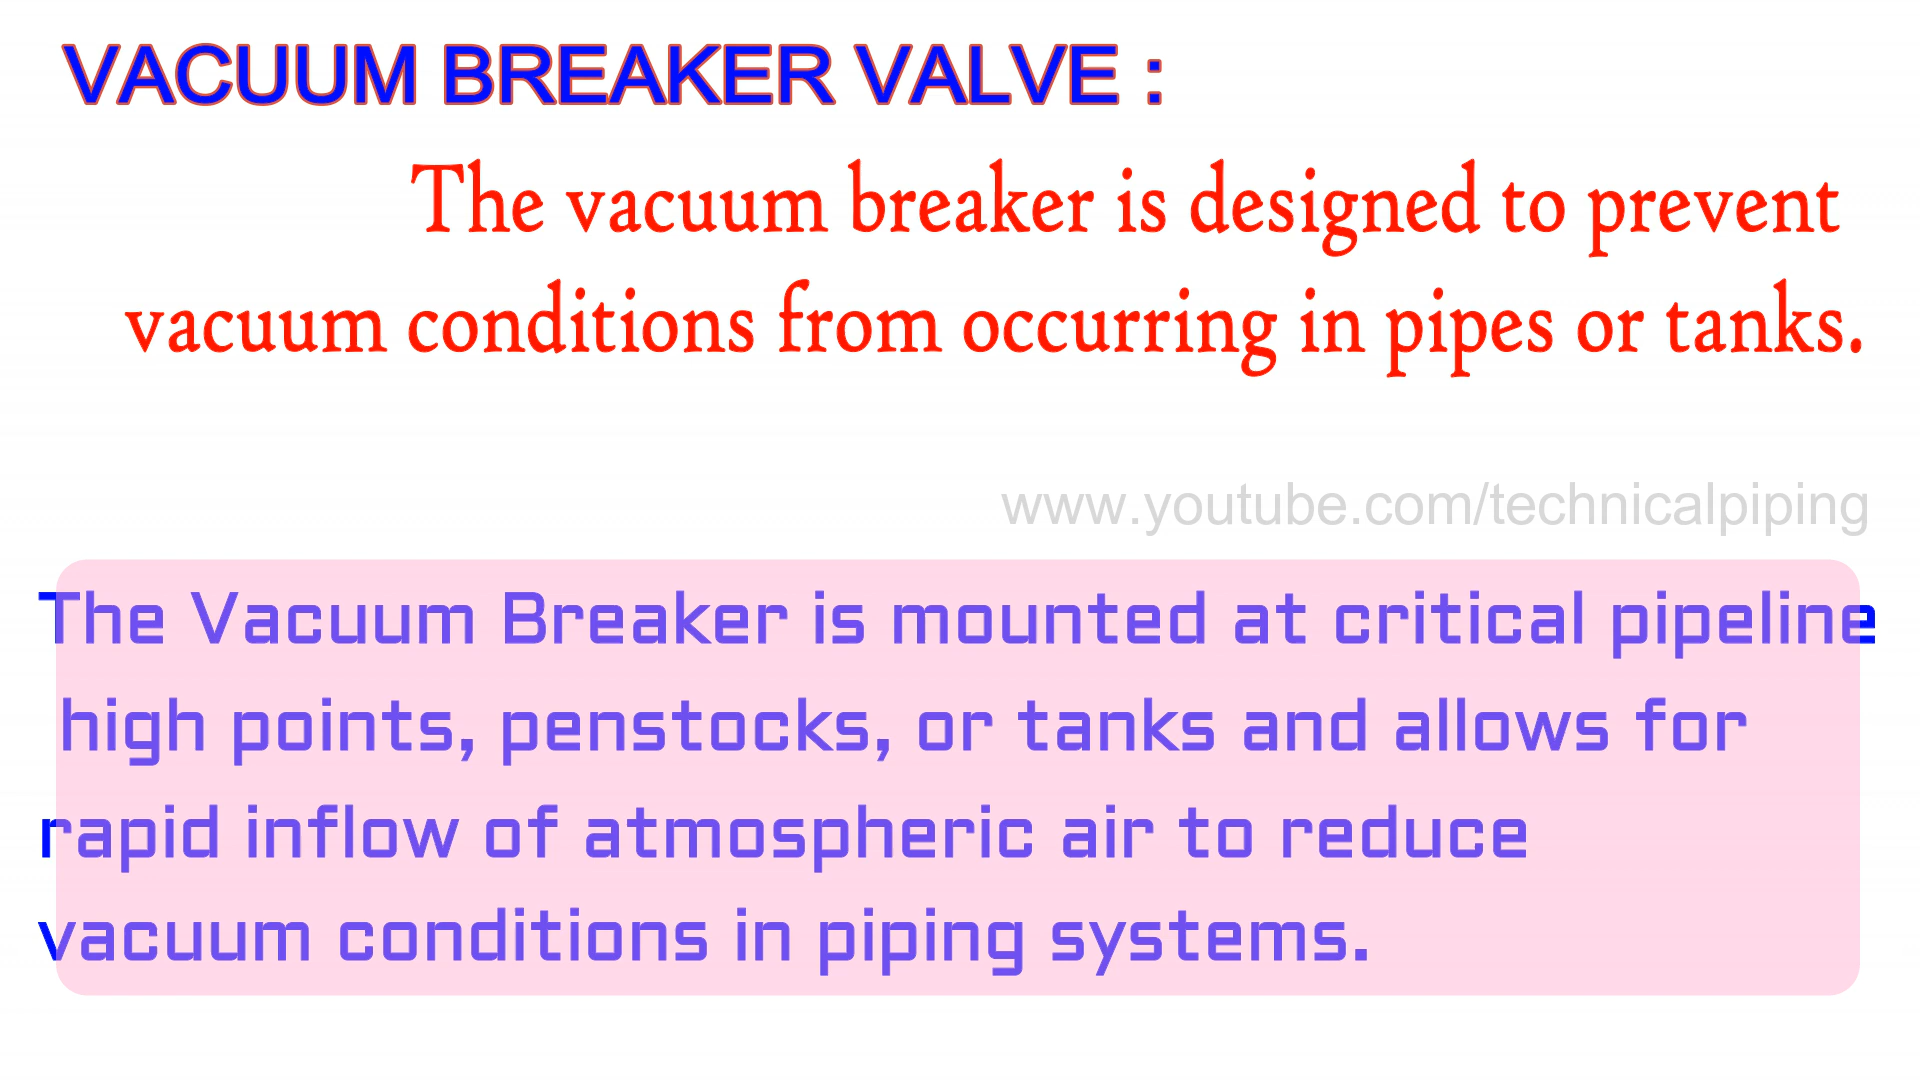 VACUUM BREAKER VALVE :
The vacuum breaker is designed to prevent
vacuum conditions from occurring in pipes or tanks.
www.youtube.com/technicalpiping
The Vacuum Breaker is mounted at critical pipeline
high points, penstocks, or tanks and allows for
rapid inflow of atmospheric air to reduce
vacuum conditions in piping systems.